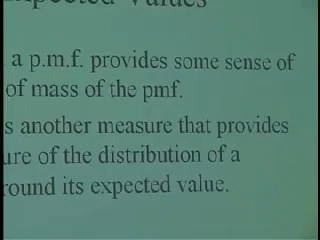 Expected Values
a p.m.f. provides some sense of
of mass of the pmf.
s another measure that provides
ure of the distribution of a
round its expected value.